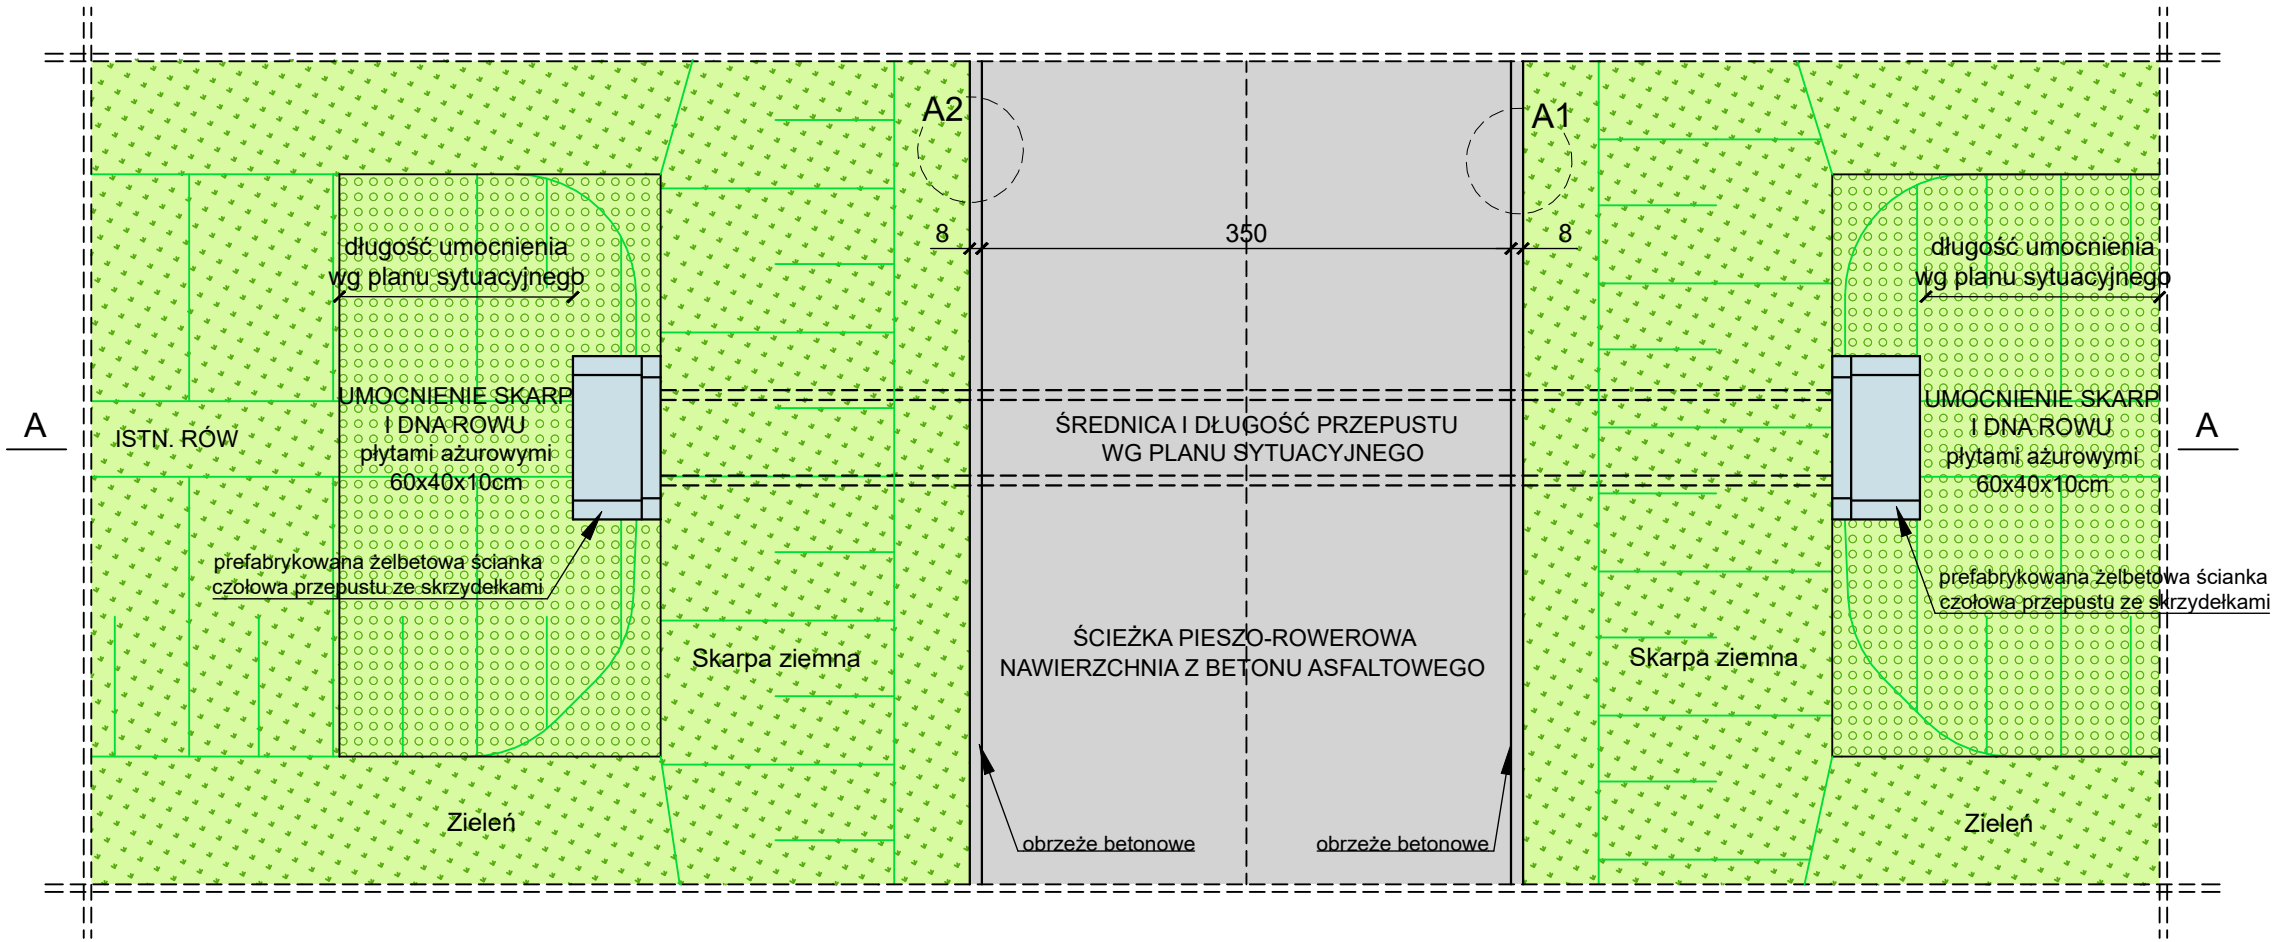 A2
A1
8
350
8
długość umocnienia
wg planu sytuacyjnego
długość umocnienia
wg planu sytuacyjnego
A
ISTN. RÓW
UMOCNIENIE SKARP
I DNA ROWU
płytami ażurowymi
60x40x10cm
ŚREDNICA I DŁUGOŚĆ PRZEPUSTU
WG PLANU SYTUACYJNEGO
UMOCNIENIE SKARP
I DNA ROWU
płytami ażurowymi
60x40x10cm
A
prefabrykowana żelbetowa ścianka
czołowa przepustu ze skrzydełkami
prefabrykowana żelbetowa ścianka
czołowa przepustu ze skrzydełkami
Skarpa ziemna
ŚCIEŻKA PIESZO-ROWEROWA
NAWIERZCHNIA Z BETONU ASFALTOWEGO
Skarpa ziemna
Zieleń
obrzeże betonowe
obrzeże betonowe
Zieleń